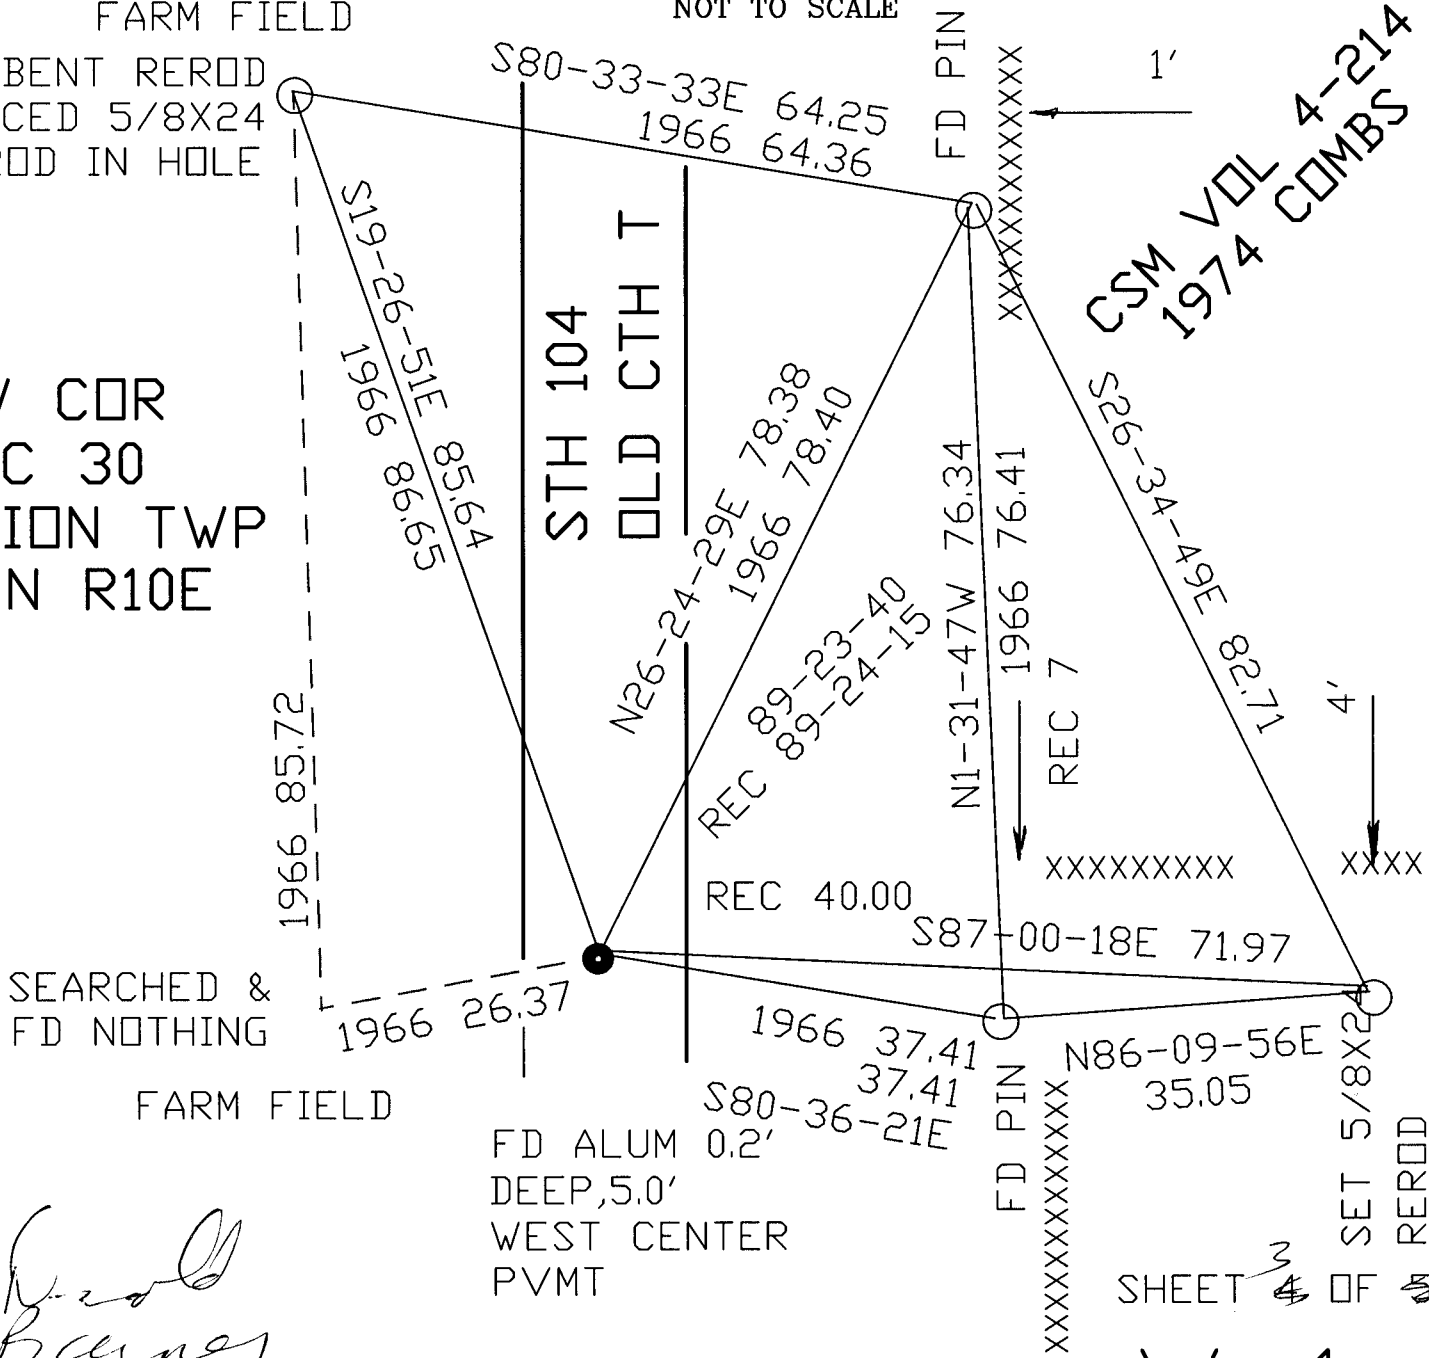 FARM FIELD
NOT TO SCALE
BENT REROD
CED 5/8X24
ROD IN HOLE
S80-33-33E 64.25
1966 64.36
FD PIN
1'
CSM VOL 4-214
1974 COMBS
S19-26-51E 85.64
1966 86.65
STH 104
OLD CTH T
COR
C 30
ION TWP
N R10E
N26-24-29E 78.38
1966 78.40
89-23-40
REC 89-24-15
N1-31-47W 76.34
1966 76.41
REC 7
S26-34-49E 82.71
4'
1966 85.72
REC 40.00
S87-00-18E 71.97
SEARCHED &
FD NOTHING
1966 26.37
1966 37.41
37.41
S80-36-21E
N86-09-56E
35.05
FARM FIELD
FD ALUM 0.2'
DEEP,5.0'
WEST CENTER
PVMT
FD PIN
SET 5/8X24
REROD
SHEET 3 OF